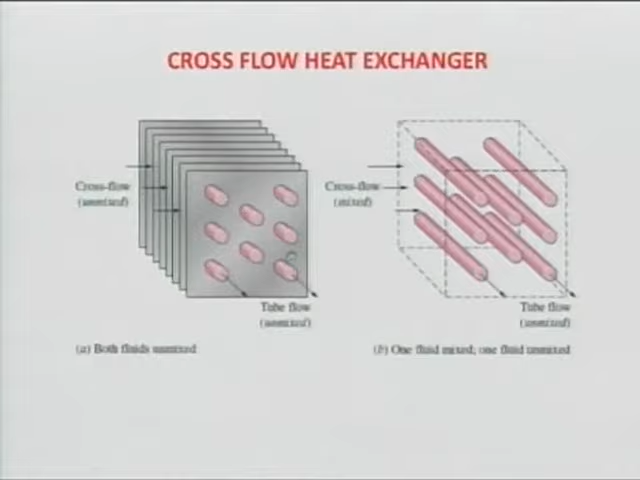 CROSS FLOW HEAT EXCHANGER
Cross-flow
(unmixed)
Tube flow
(unmixed)
(a) Both fluids unmixed
Cross-flow
(mixed)
Tube flow
(unmixed)
(b) One fluid mixed, one fluid unmixed